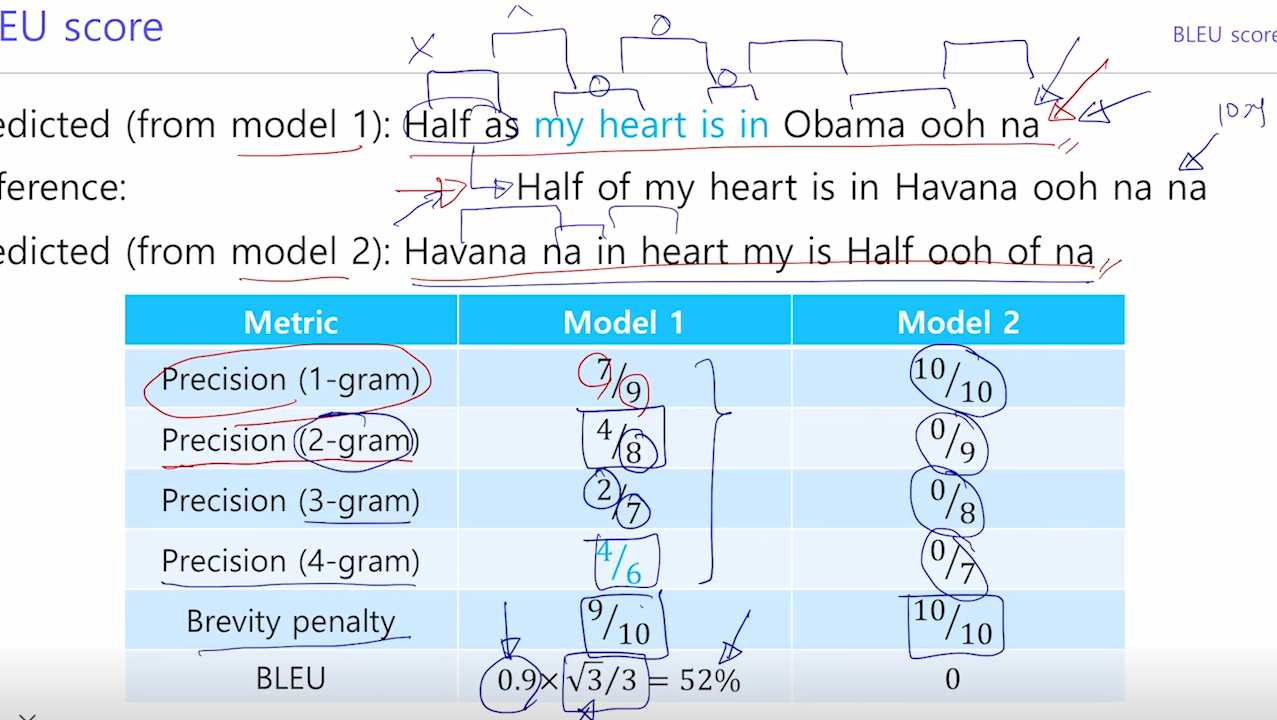 EU score
BLEU score
edicted (from model 1): Half as my heart is in Obama ooh na
10개
ference: Half of my heart is in Havana ooh na na
edicted (from model 2): Havana na in heart my is Half ooh of na
Metric Model 1 Model 2
Precision (1-gram) 7/9 10/10
Precision (2-gram) 4/8 0/9
Precision (3-gram) 2/7 0/8
Precision (4-gram) 4/6 0/7
Brevity penalty 9/10 10/10
BLEU 0.9×√3/3 = 52% 0